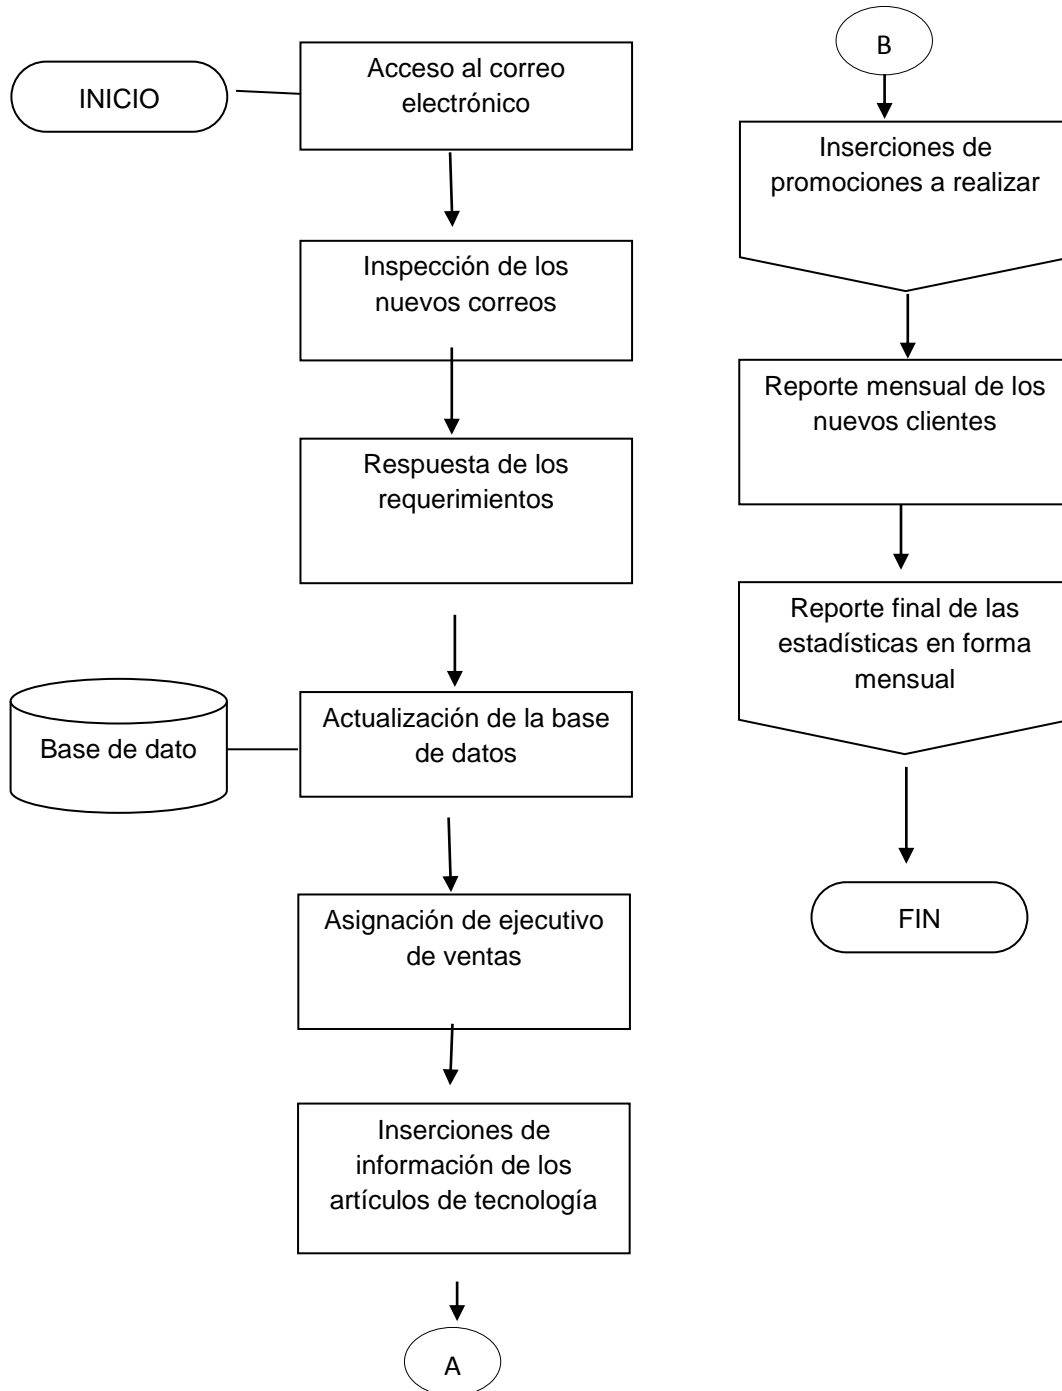 INICIO
Acceso al correo
electrónico
Inspección de los
nuevos correos
Respuesta de los
requerimientos
Base de dato
Actualización de la base
de datos
Asignación de ejecutivo
de ventas
Inserciones de
información de los
artículos de tecnología
A
B
Inserciones de
promociones a realizar
Reporte mensual de los
nuevos clientes
Reporte final de las
estadísticas en forma
mensual
FIN